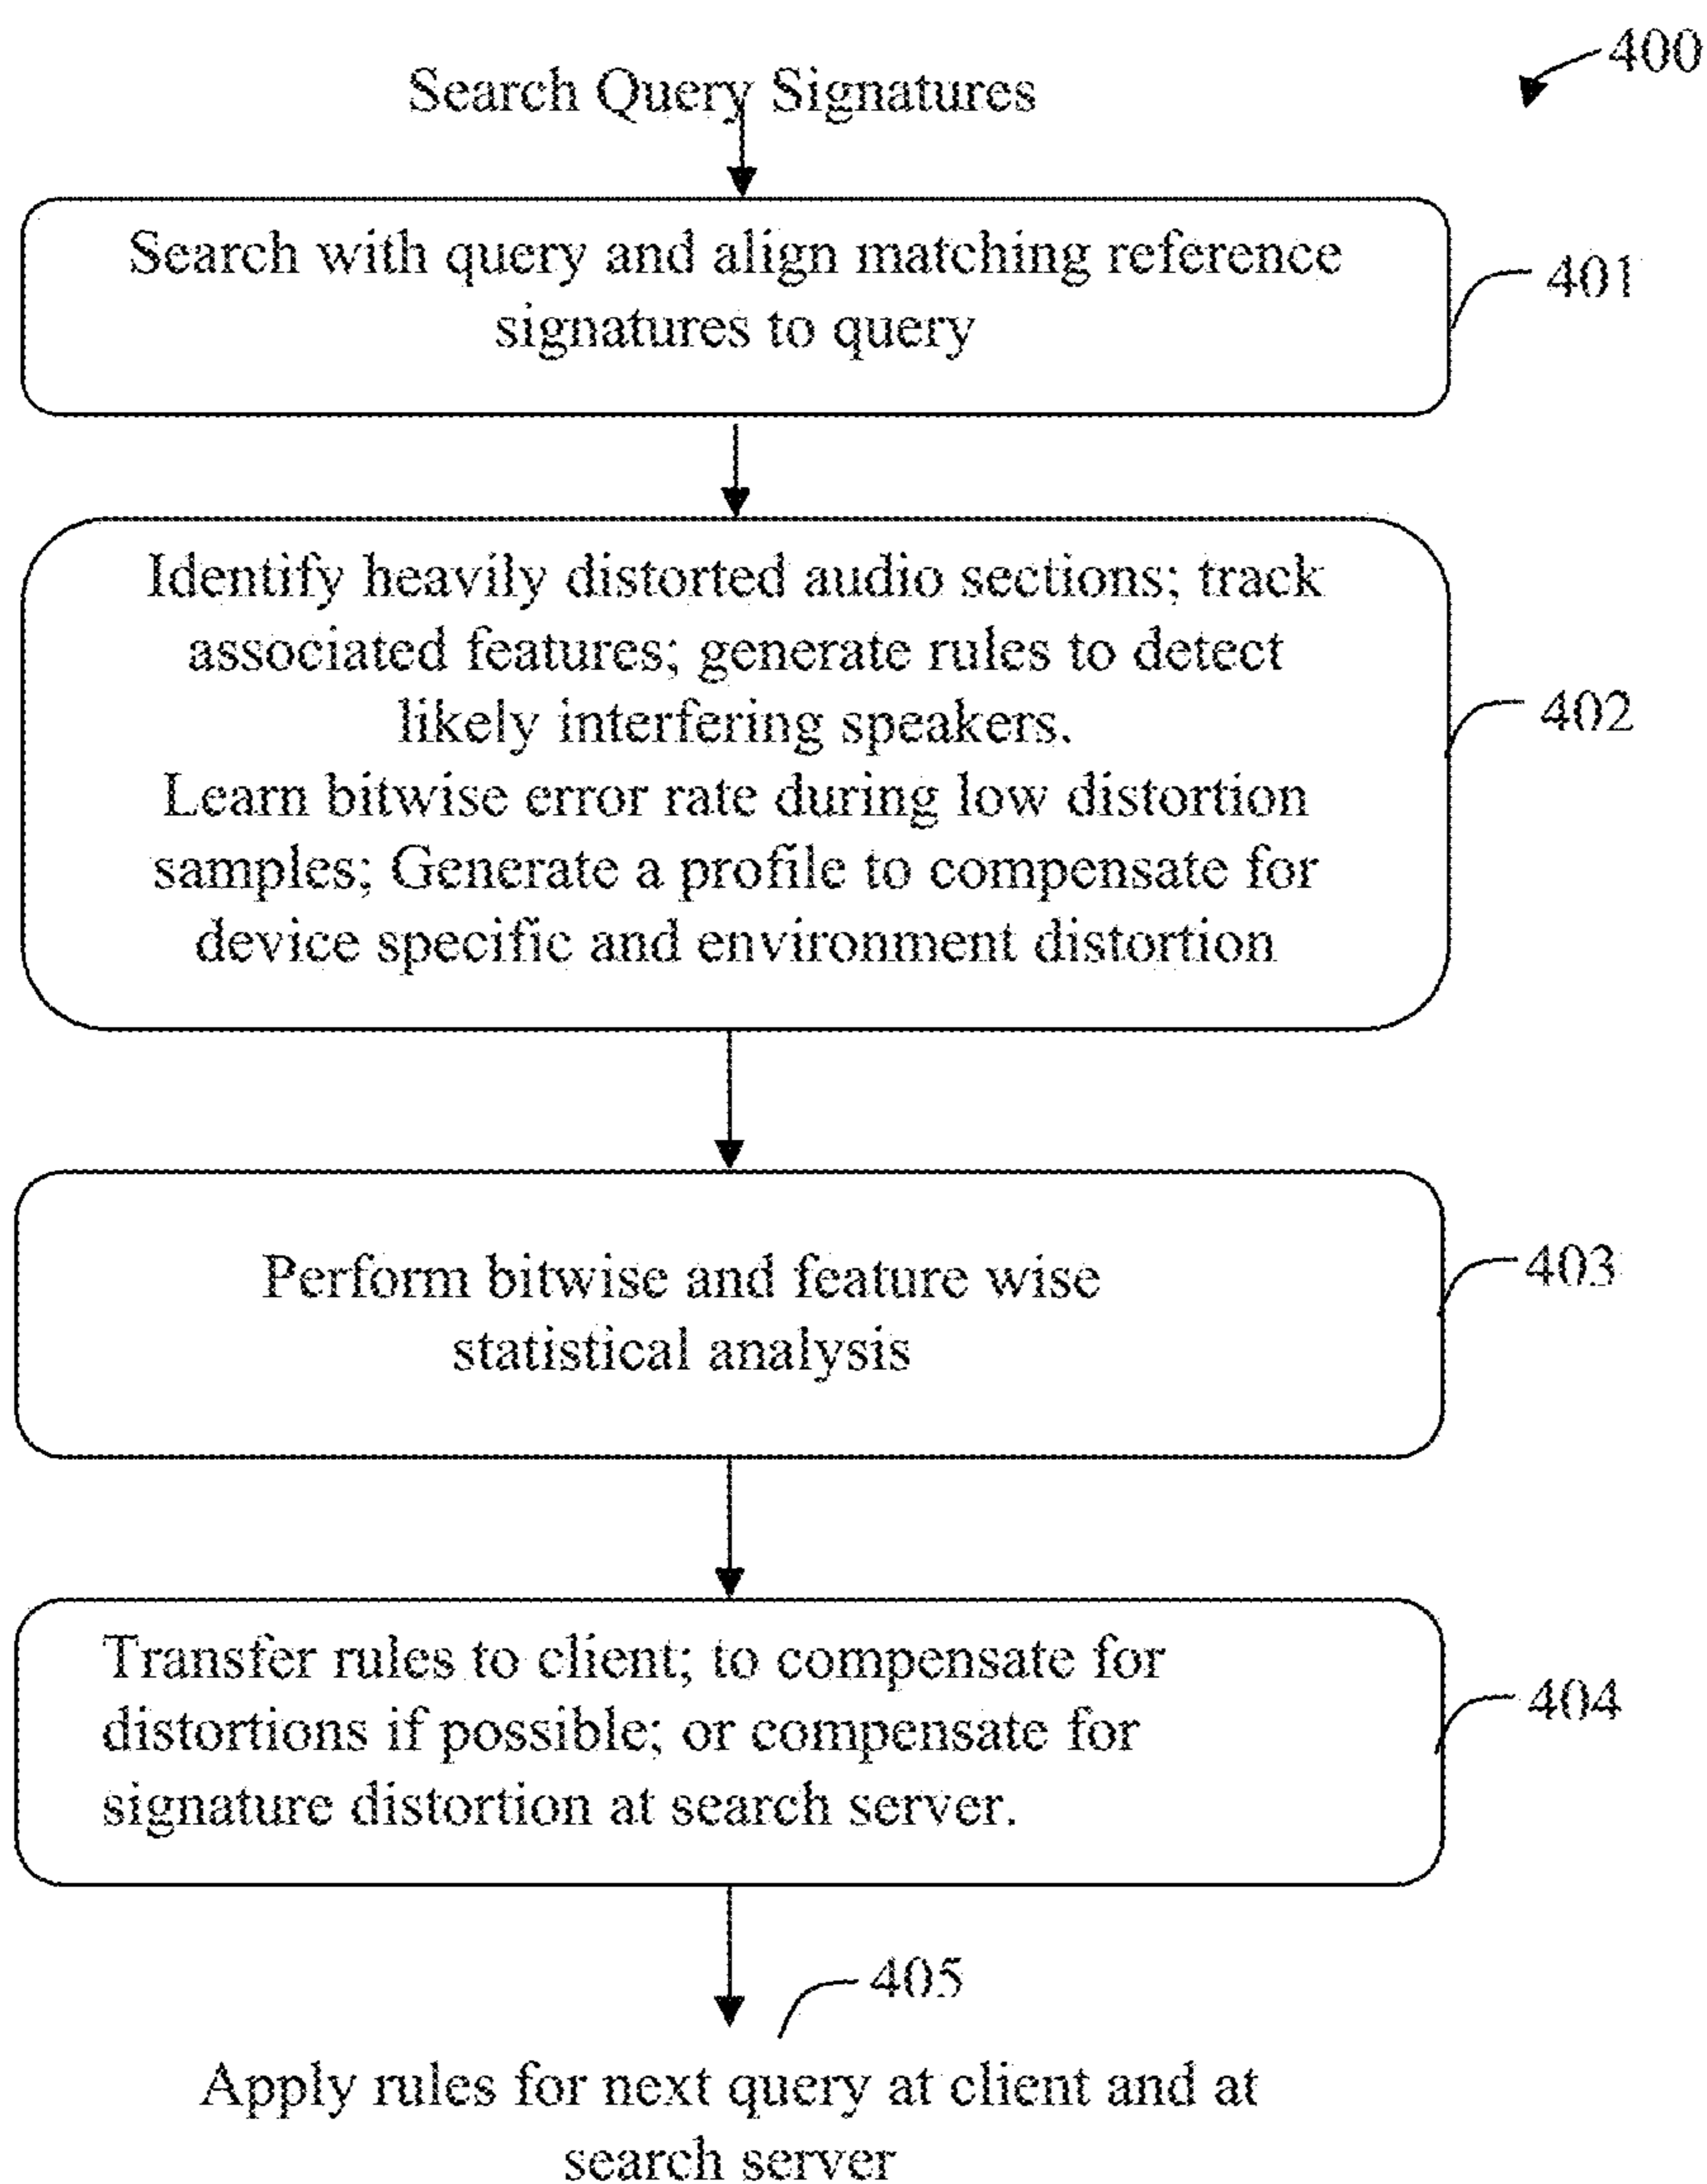 400
Search Query Signatures
Search with query and align matching reference
signatures to query
401
Identify heavily distorted audio sections; track
associated features; generate rules to detect
likely interfering speakers.
Learn bitwise error rate during low distortion
samples; Generate a profile to compensate for
device specific and environment distortion
402
Perform bitwise and feature wise
statistical analysis
403
Transfer rules to client; to compensate for
distortions if possible; or compensate for
signature distortion at search server.
404
405
Apply rules for next query at client and at
search server